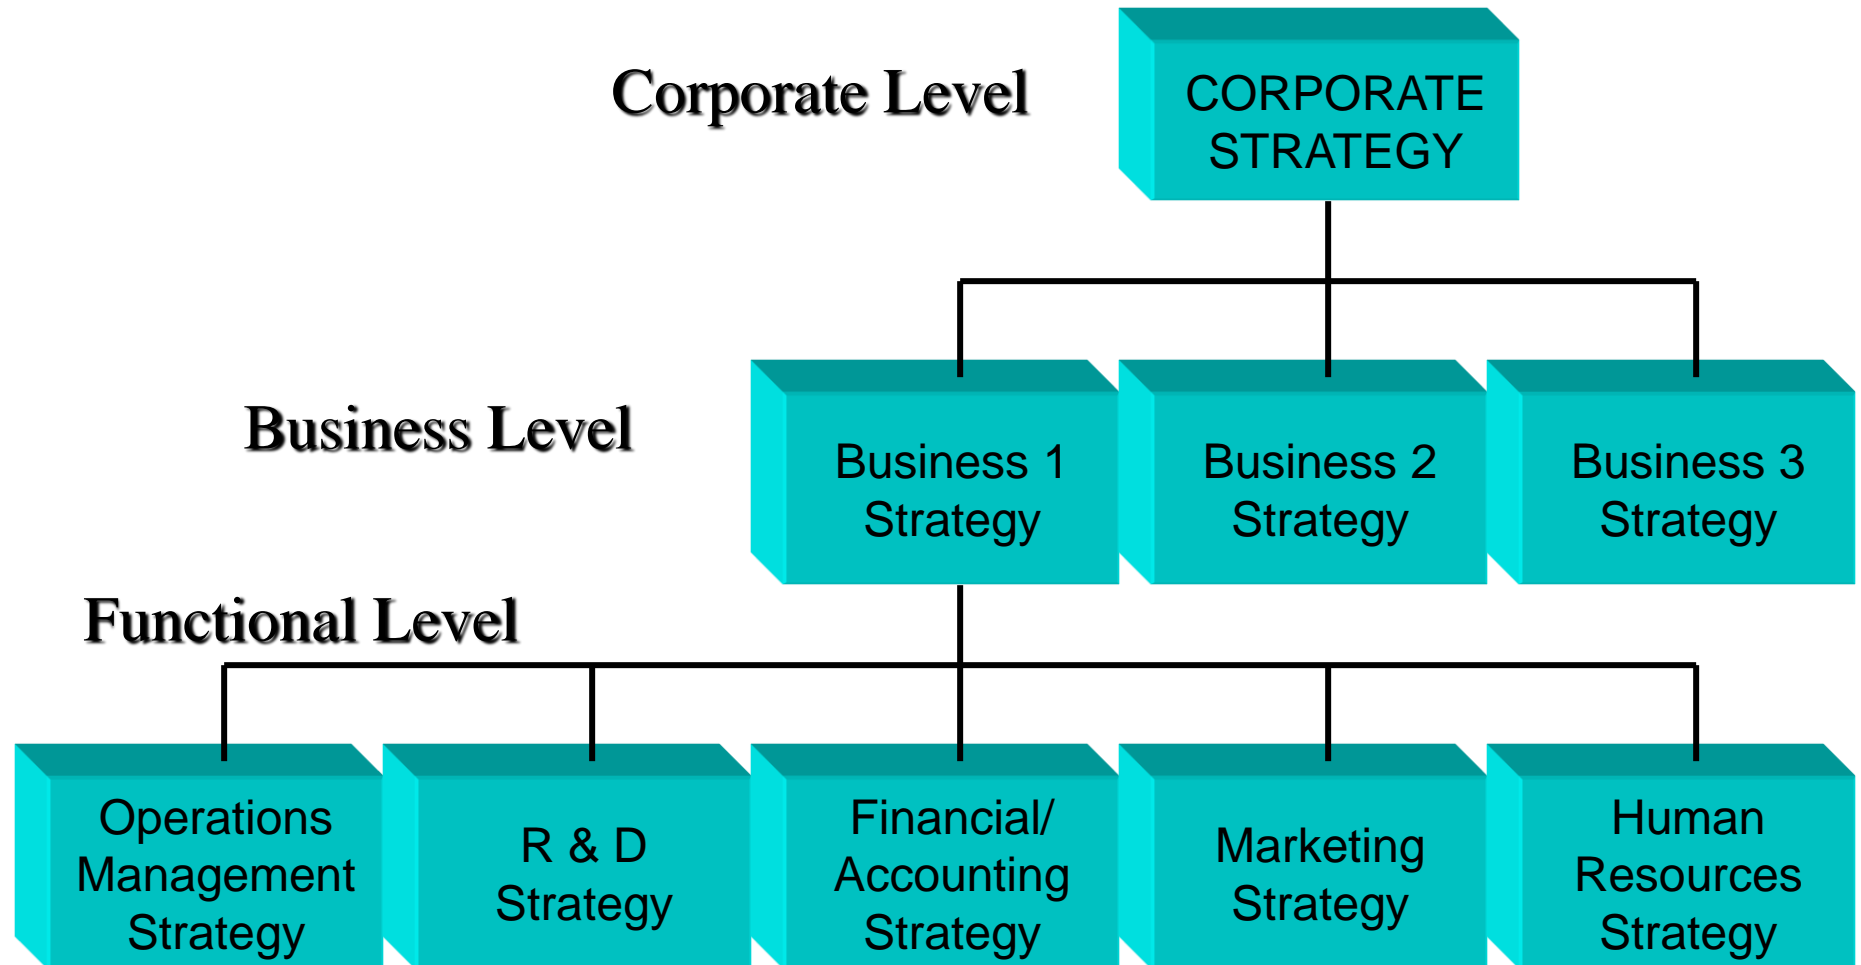 Corporate Level
CORPORATE
STRATEGY
Business Level
Business 1
Strategy
Business 2
Strategy
Business 3
Strategy
Functional Level
Operations
Management
Strategy
R & D
Strategy
Financial/
Accounting
Strategy
Marketing
Strategy
Human
Resources
Strategy